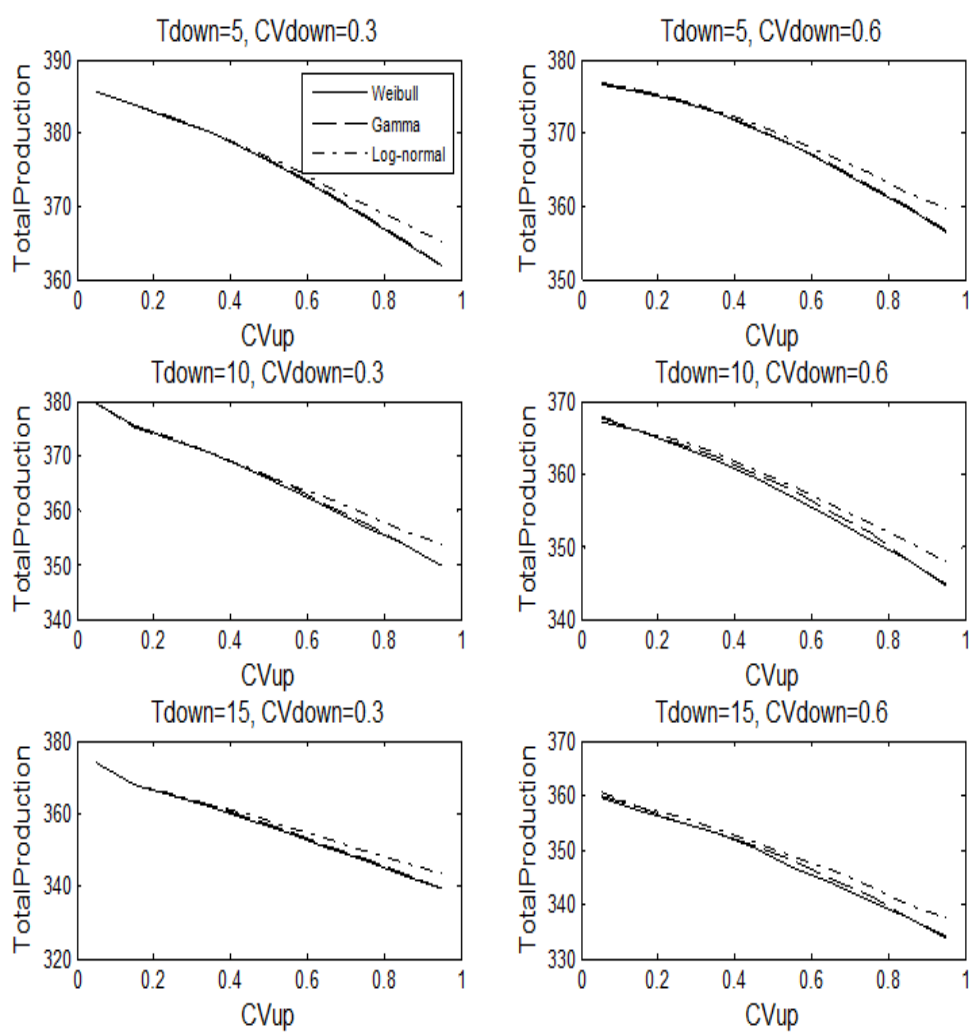 Tdown=5, CVdown=0.3
390
380
370
360
TotalProduction
Weibull
Gamma
Log-normal
0 0.2 0.4 0.6 0.8 1
CVup
Tdown=5, CVdown=0.6
380
370
360
350
TotalProduction
0 0.2 0.4 0.6 0.8 1
CVup
Tdown=10, CVdown=0.3
380
370
360
350
340
TotalProduction
0 0.2 0.4 0.6 0.8 1
CVup
Tdown=10, CVdown=0.6
370
360
350
340
TotalProduction
0 0.2 0.4 0.6 0.8 1
CVup
Tdown=15, CVdown=0.3
380
360
340
320
TotalProduction
0 0.2 0.4 0.6 0.8 1
CVup
Tdown=15, CVdown=0.6
370
360
350
340
330
TotalProduction
0 0.2 0.4 0.6 0.8 1
CVup